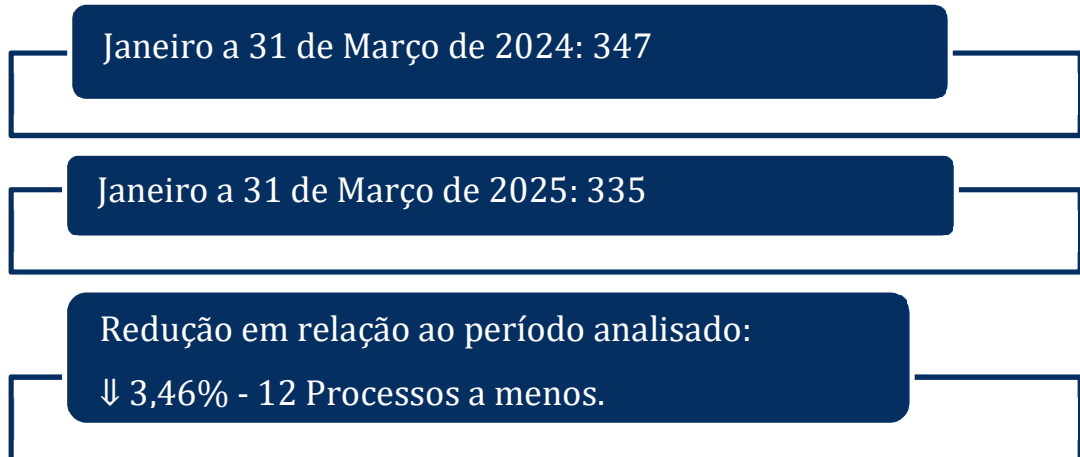 Janeiro a 31 de Março de 2024: 347
Janeiro a 31 de Março de 2025: 335
Redução em relação ao período analisado:
⇓ 3,46% - 12 Processos a menos.